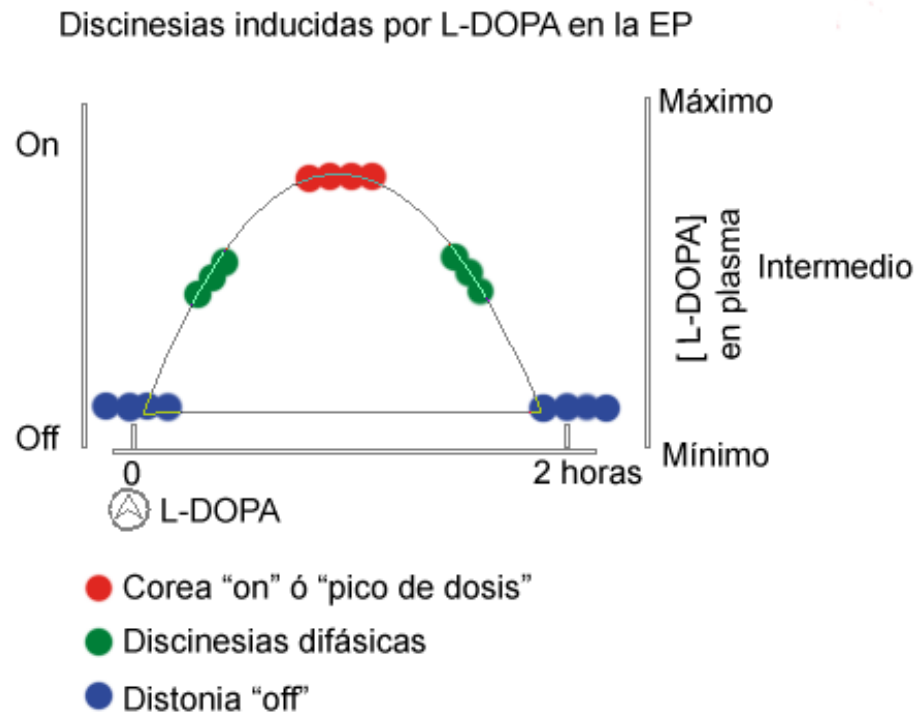 Discinesias inducidas por L-DOPA en la EP
On
Off
Máximo
[ L-DOPA]
en plasma
Intermedio
Mínimo
0
2 horas
L-DOPA
Corea “on” ó “pico de dosis”
Discinesias difásicas
Distonia “off”